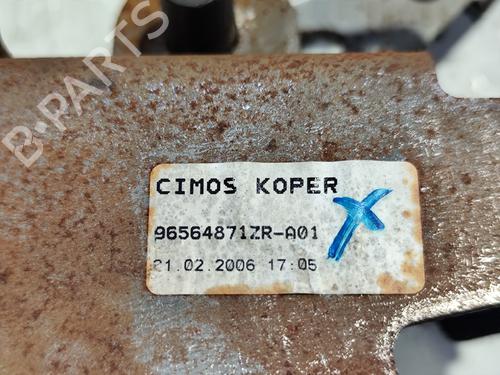 CIMOS KOPER
96564871ZR-A01
21.02.2006 17:05
B-PARTS